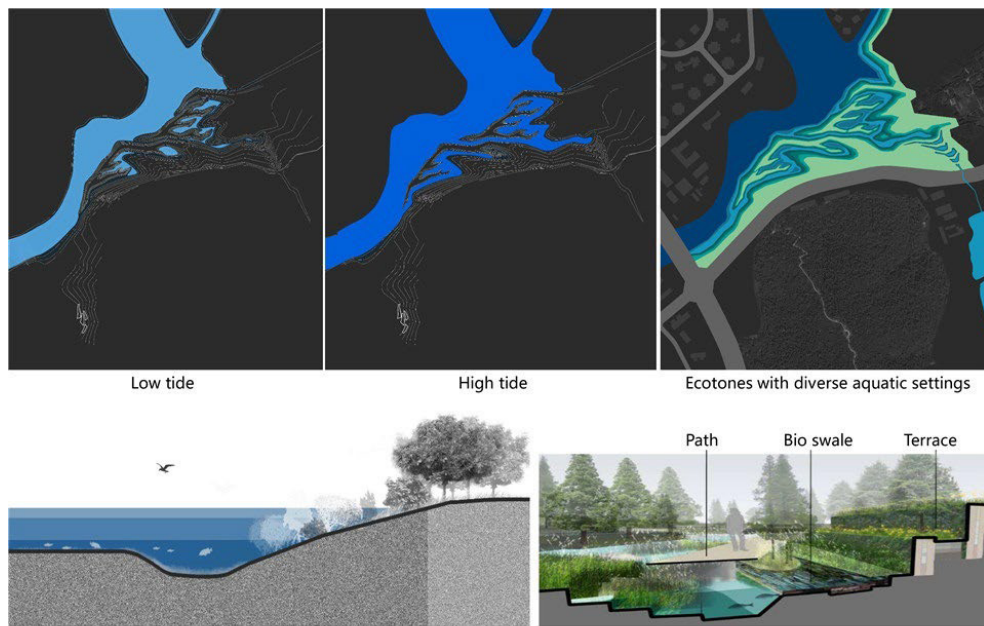 Low tide
High tide
Ecotones with diverse aquatic settings
Path
Bio swale
Terrace